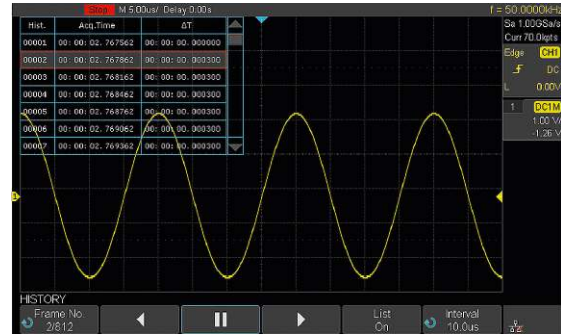 Stop M 5.00us/ Delay 0.00s f = 50.0000kHz
Sa 1.00GSa/s
Curr 70.0kpts
Edge CH1
DC
L 0.00V
1 DC1M
1.00 V/
-1.26 V
Hist. Acq.Time ΔT
00001 00: 00: 02. 767562 00: 00: 00. 000000
00002 00: 00: 02. 767862 00: 00: 00. 000300
00003 00: 00: 02. 768162 00: 00: 00. 000300
00004 00: 00: 02. 768462 00: 00: 00. 000300
00005 00: 00: 02. 768762 00: 00: 00. 000300
00006 00: 00: 02. 769062 00: 00: 00. 000300
00007 00: 00: 02. 769362 00: 00: 00. 000300
HISTORY
Frame No. List Interval
2/812 On 10.0us